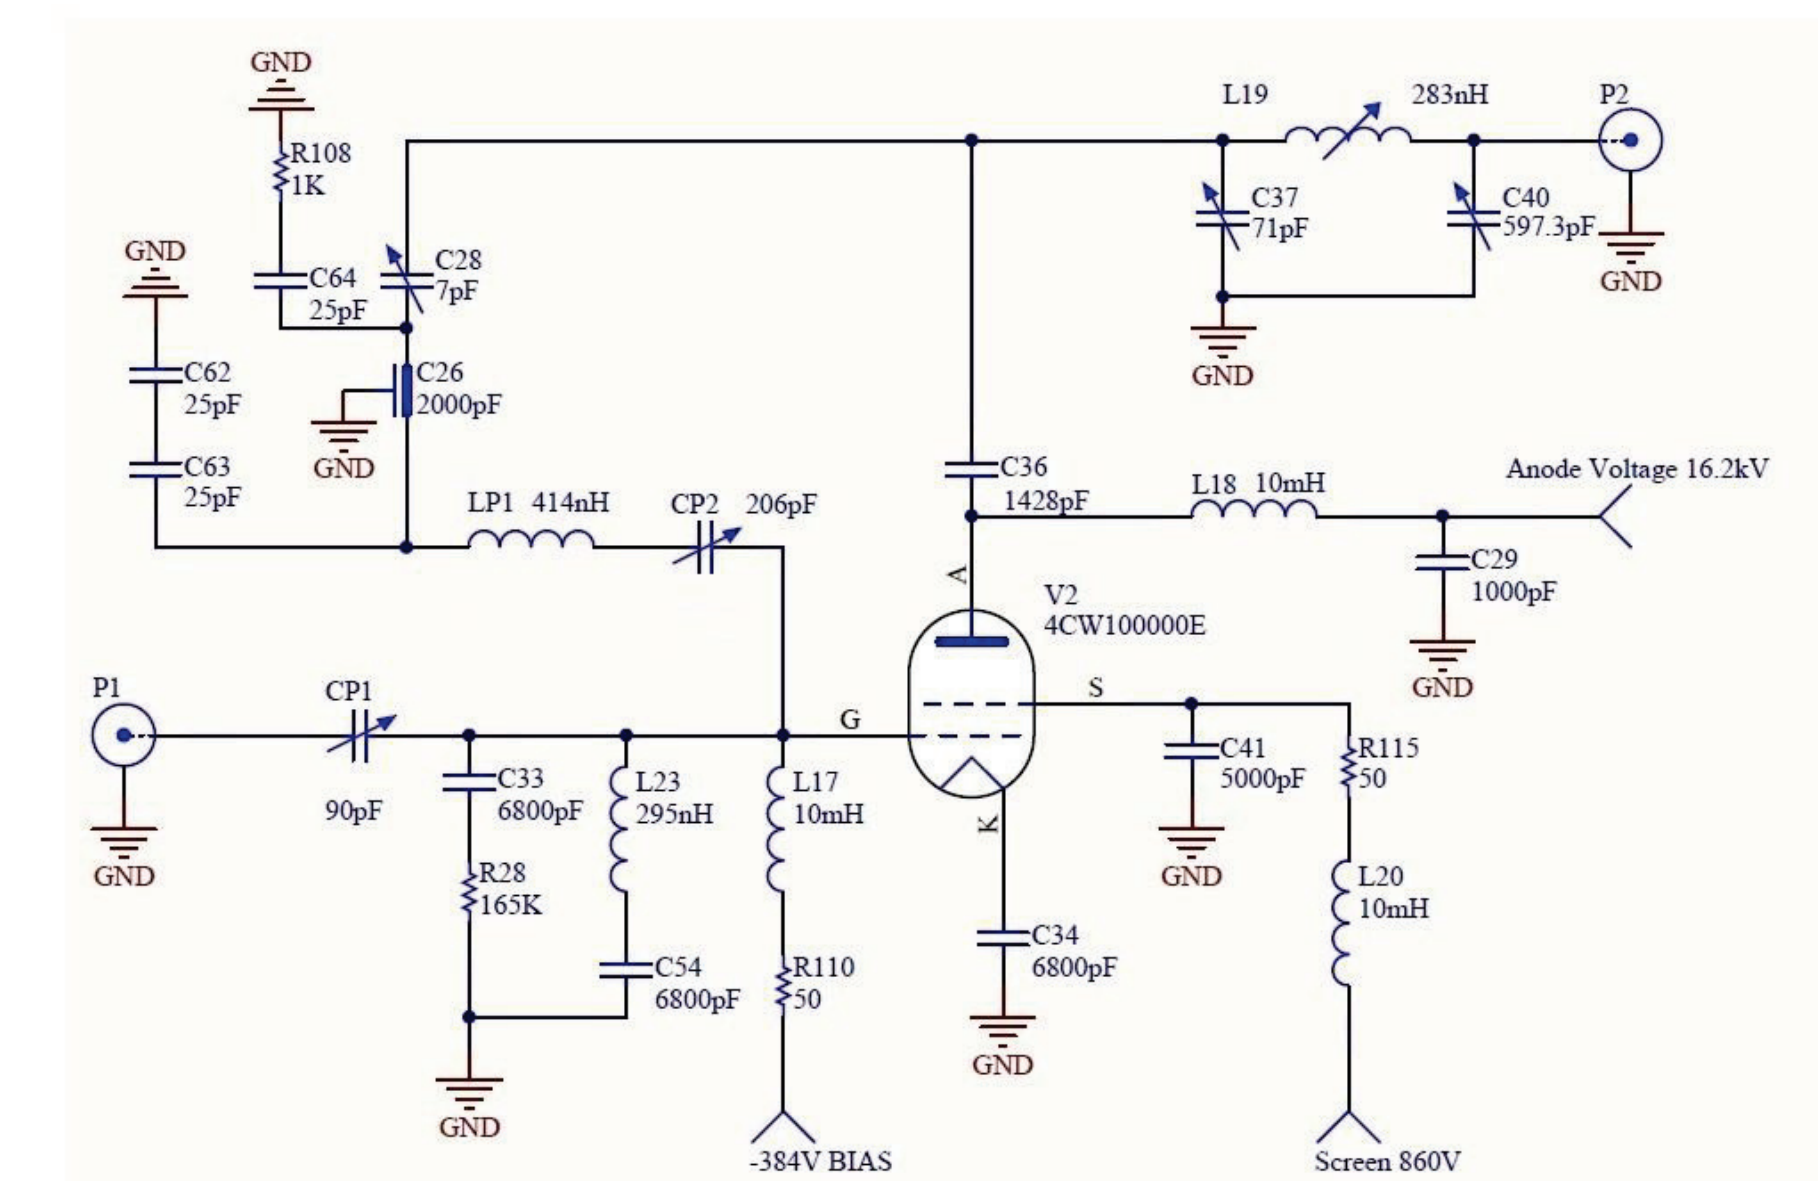 GND
L19
283nH
P2
R108
1K
C37
71pF
C40
597.3pF
GND
C28
7pF
C64
25pF
GND
GND
C62
25pF
C26
2000pF
GND
C63
25pF
C36
1428pF
L18 10mH
Anode Voltage 16.2kV
LP1 414nH
CP2 206pF
C29
1000pF
A
V2
4CW100000E
P1
CP1
GND
S
G
C41
5000pF
R115
50
90pF
C33
6800pF
L23
295nH
L17
10mH
K
GND
GND
R28
165K
L20
10mH
C34
6800pF
C54
6800pF
R110
50
GND
GND
-384V BIAS
Screen 860V